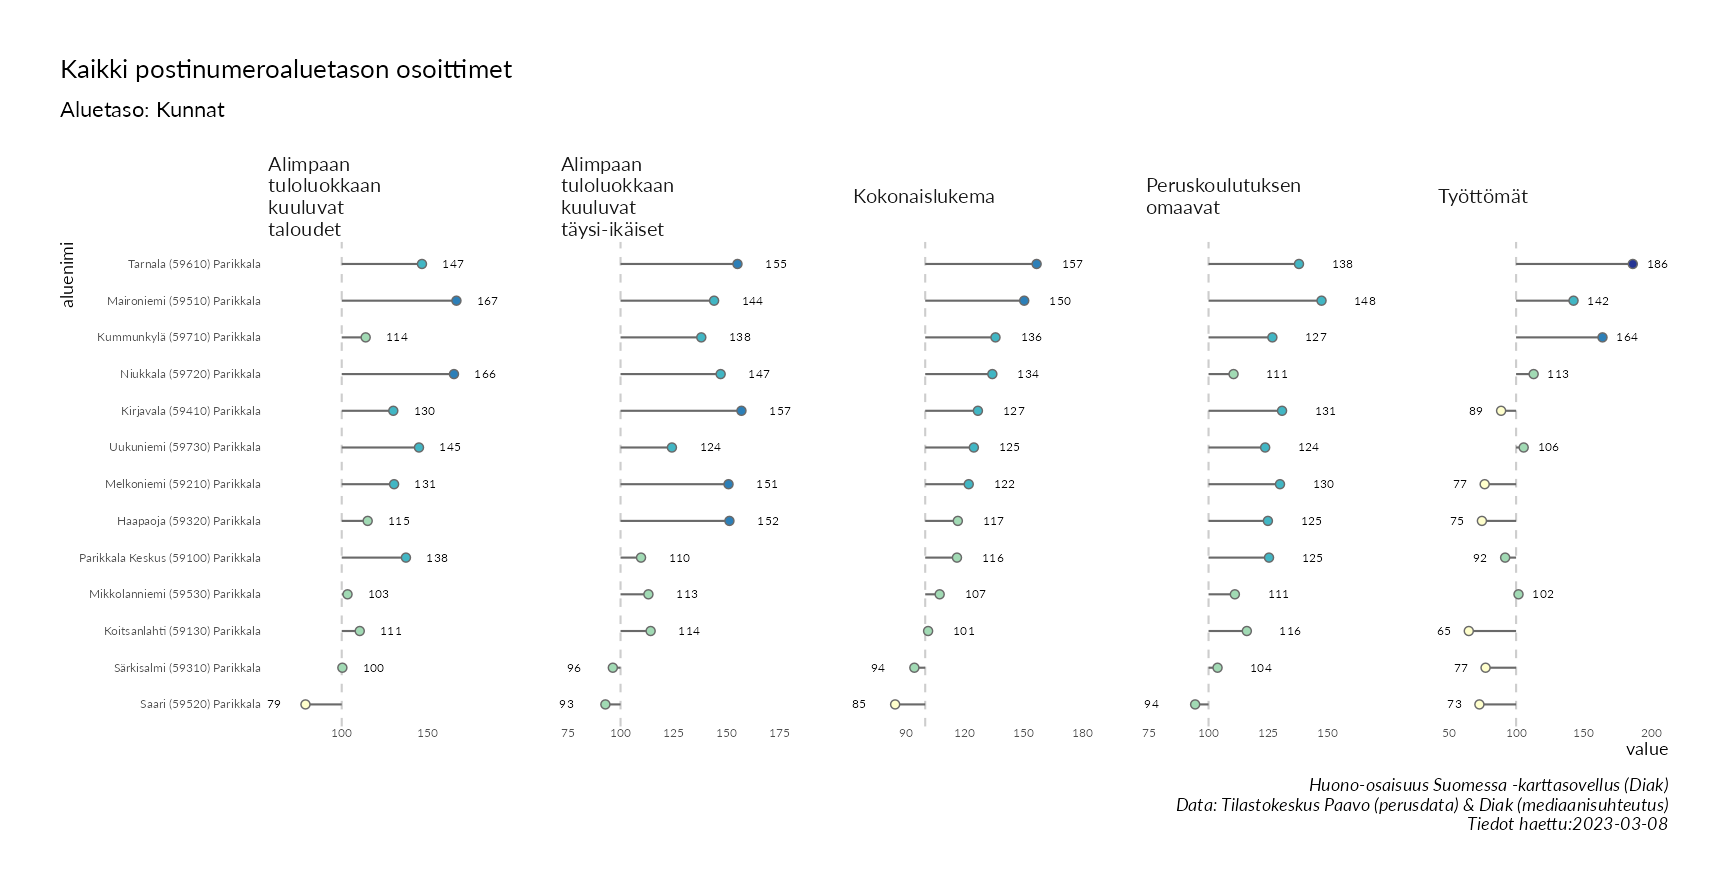 Kaikki postinumeroaluetason osoittimet
Aluetaso: Kunnat
Alimpaan
tuloluokkaan
kuuluvat
taloudet
Alimpaan
tuloluokkaan
kuuluvat
täysi-ikäiset
Kokonaislukema
Peruskoulutuksen
omaavat
Työttömät
aluenimi
Tarnala (59610) Parikkala 147 155 157 138 186
Maironiemi (59510) Parikkala 167 144 150 148 142
Kummunkylä (59710) Parikkala 114 138 136 127 164
Niukkala (59720) Parikkala 166 147 134 111 113
Kirjavala (59410) Parikkala 130 157 127 131 89
Uukuniemi (59730) Parikkala 145 124 125 124 106
Melkoniemi (59210) Parikkala 131 151 122 130 77
Haapaoja (59320) Parikkala 115 152 117 125 75
Parikkala Keskus (59100) Parikkala 138 110 116 125 92
Mikkolanniemi (59530) Parikkala 103 113 107 111 102
Koitsanlahti (59130) Parikkala 111 114 101 116 65
Särkisalmi (59310) Parikkala 100 96 94 104 77
Saari (59520) Parikkala 79 93 85 94 73
100 150 75 100 125 150 175 90 120 150 180 75 100 125 150 50 100 150 200
value
Huono-osaisuus Suomessa -karttasovellus (Diak)
Data: Tilastokeskus Paavo (perusdata) & Diak (mediaanisuhteutus)
Tiedot haettu:2023-03-08